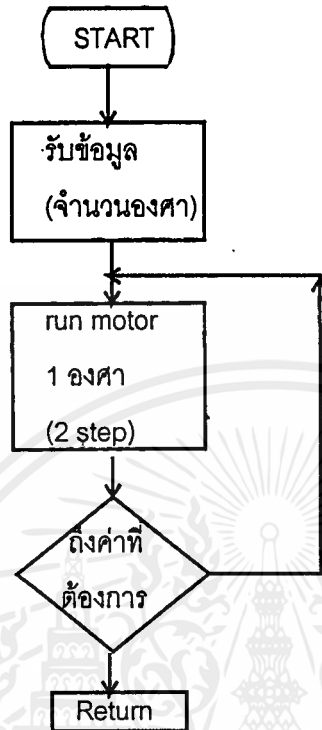 START
รับข้อมูล
(จำนวนองศา)
run motor
1 องศา
(2 step)
ถึงค่าที่
ต้องการ
Return